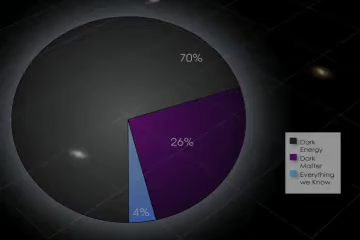 70%
26%
4%
Dark
Energy
Dark
Matter
Everything
we Know